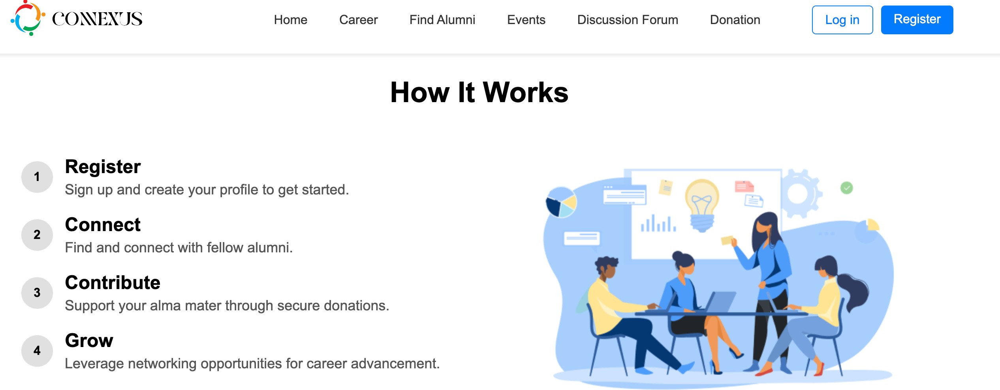 CONNEXUS
Home Career Find Alumni Events Discussion Forum Donation Log in Register
How It Works
1 Register
Sign up and create your profile to get started.
2 Connect
Find and connect with fellow alumni.
3 Contribute
Support your alma mater through secure donations.
4 Grow
Leverage networking opportunities for career advancement.